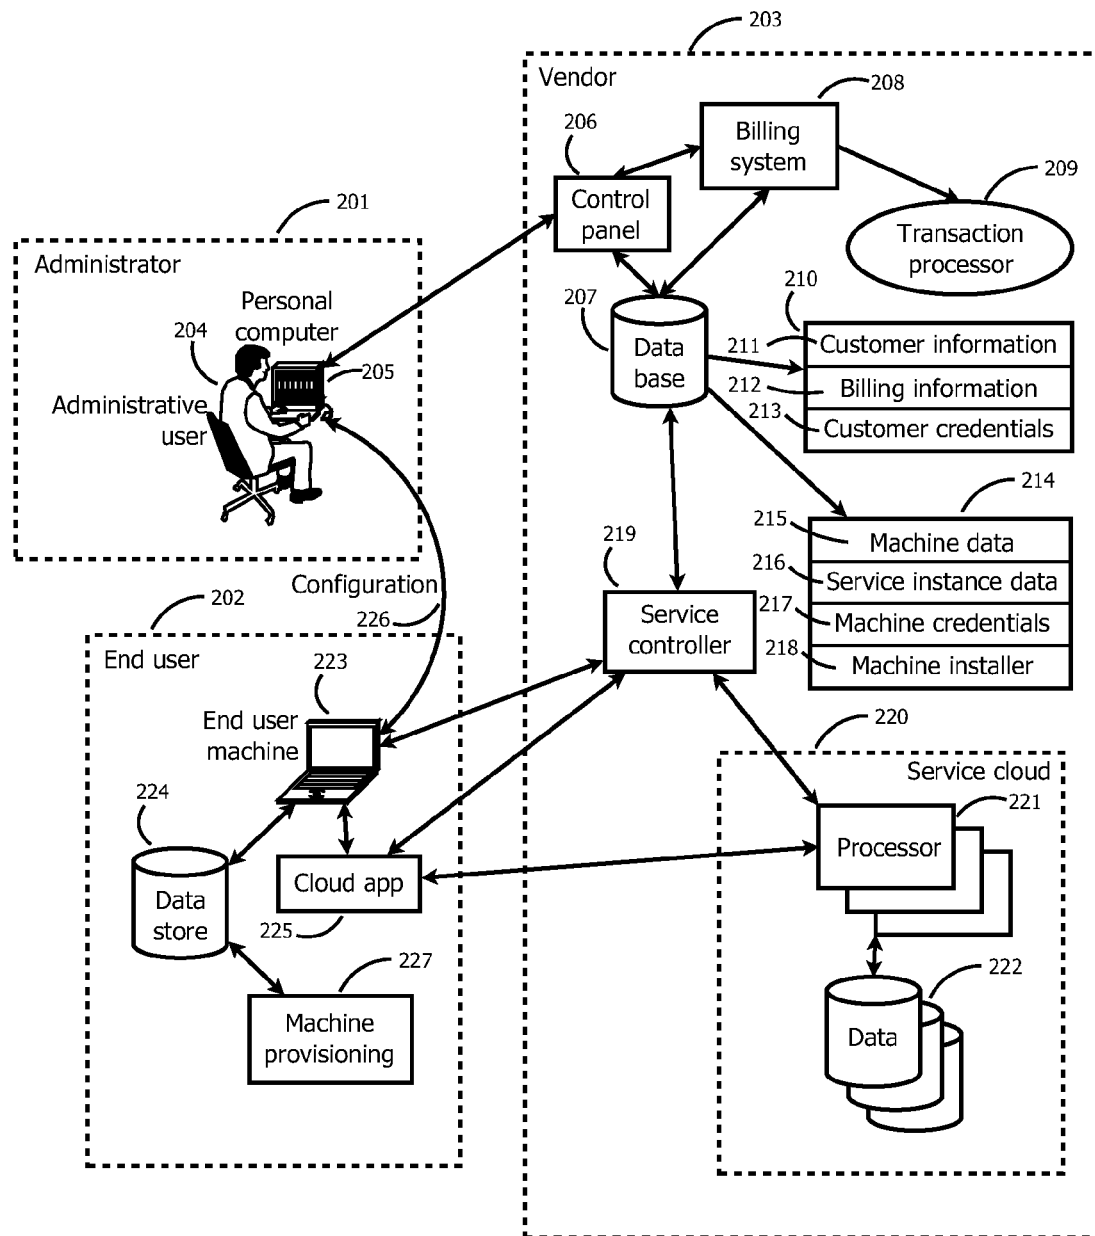 203
Vendor
208
Billing
system
206
Control
panel
209
Transaction
processor
201
Administrator
Personal
computer
204
205
Administrative
user
207
Data
base
210
211
Customer information
212
Billing information
213
Customer credentials
214
215
Machine data
216
Service instance data
217
Machine credentials
218
Machine installer
219
Service
controller
Configuration
226
202
End user
223
End user
machine
224
Data
store
Cloud app
225
227
Machine
provisioning
220
Service cloud
221
Processor
222
Data